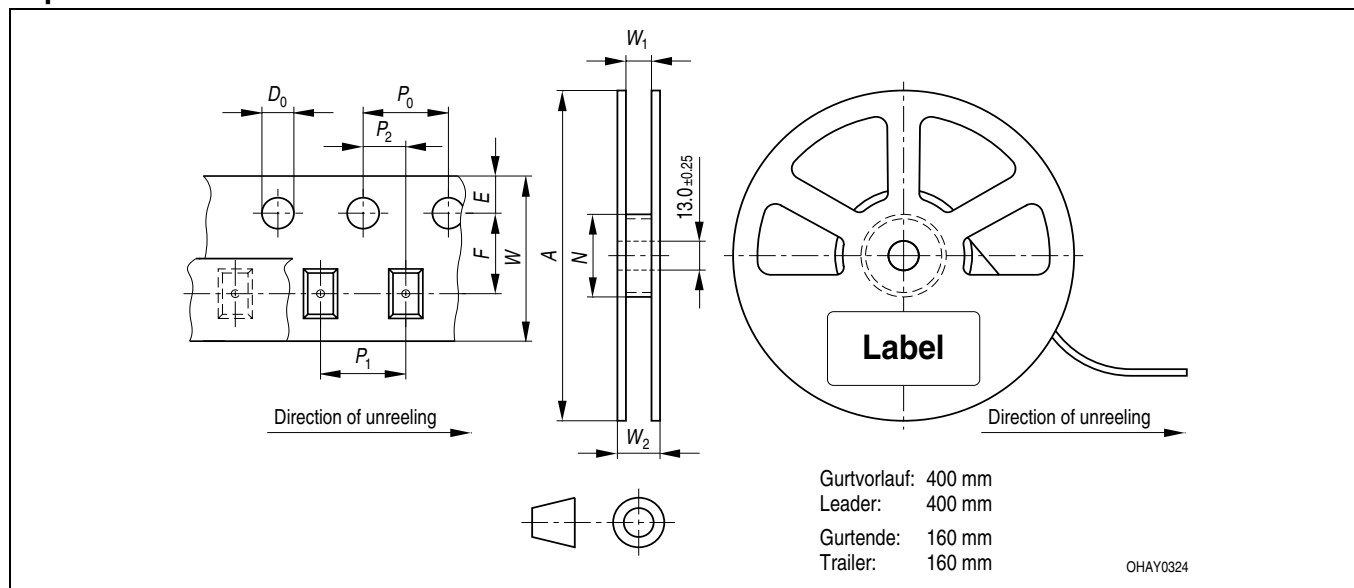 W₁
D₀
P₀
P₂
E
F
W
A
N
13.0 ±0.25
P₁
Label
Direction of unreeling
W₂
Direction of unreeling
Gurtvorlauf: 400 mm
Leader: 400 mm
Gurtende: 160 mm
Trailer: 160 mm
OHAY0324